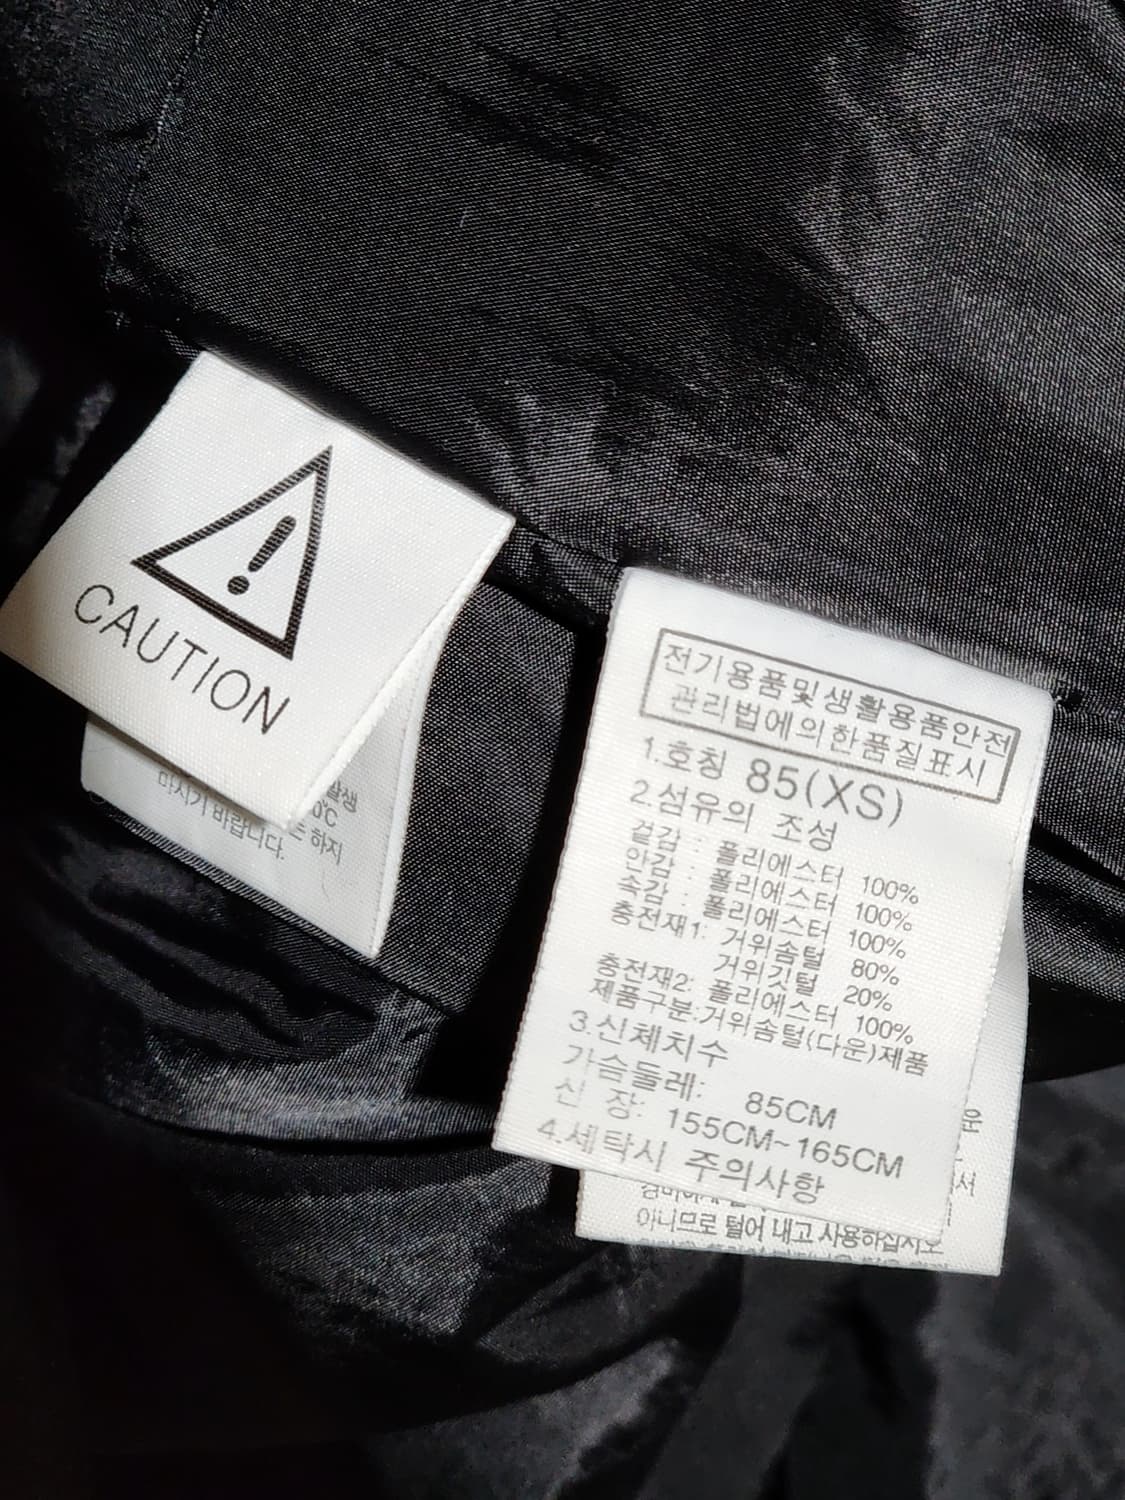 CAUTION
발생
0℃
하지
마시기 바랍니다.
전기용품및생활용품안전
관리법에의한품질표시
1.호칭 85(XS)
2.섬유의 조성
겉감 : 폴리에스터 100%
안감 : 폴리에스터 100%
속감 : 폴리에스터 100%
충전재1: 거위솜털 80%
거위깃털 20%
충전재2: 폴리에스터 100%
제품구분:거위솜털(다운)제품
3.신체치수
가슴둘레: 85CM
신 장: 155CM~165CM
4.세탁시 주의사항
운
서
아니므로 털어 내고 사용하십시오